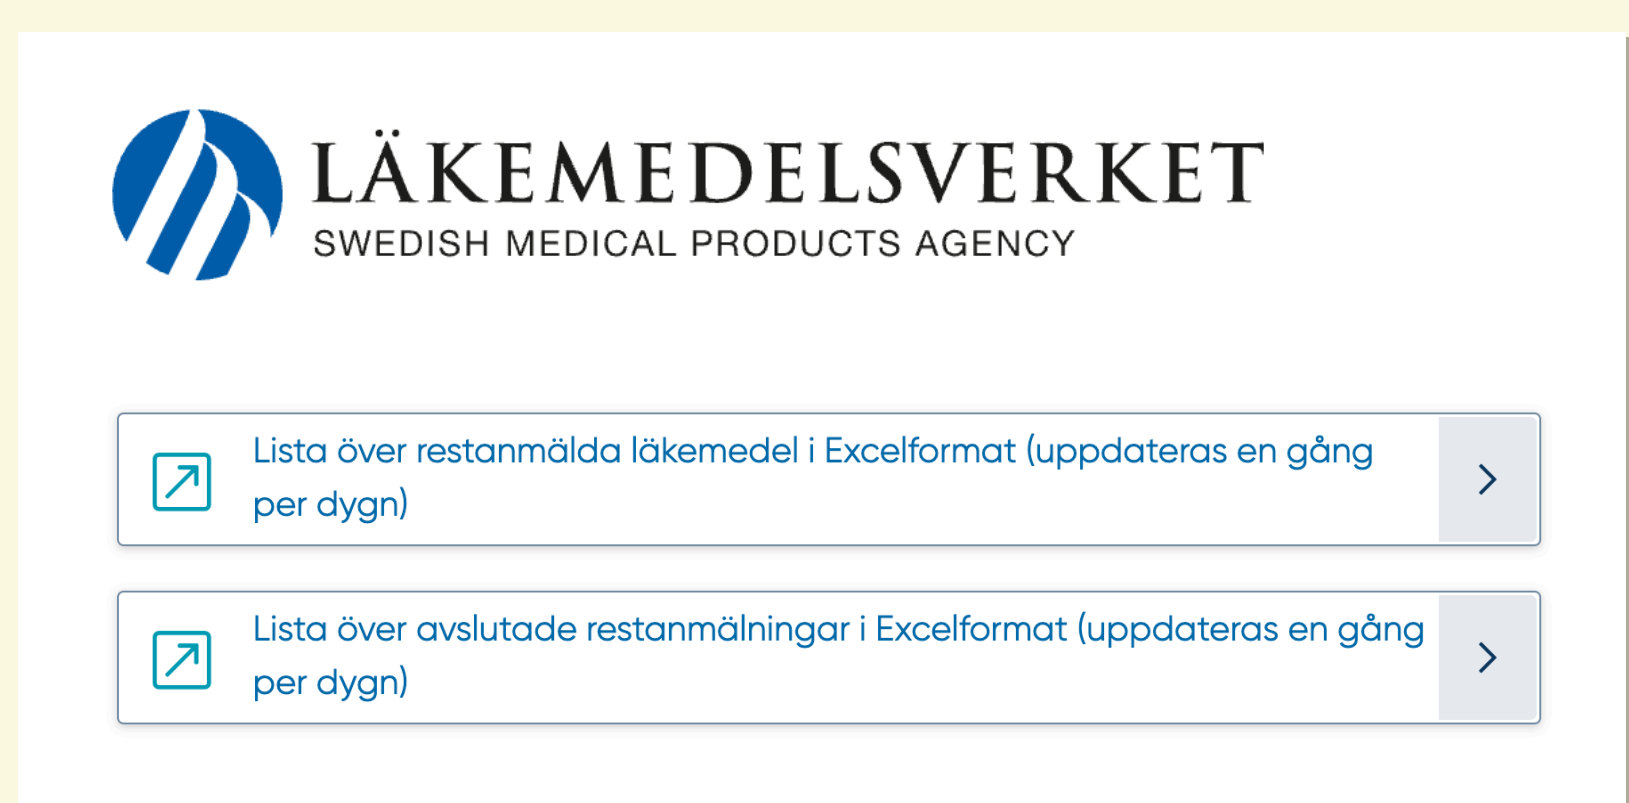 LÄKEMEDELSVERKET
SWEDISH MEDICAL PRODUCTS AGENCY
Lista över restanmälda läkemedel i Excelformat (uppdateras en gång
per dygn)
Lista över avslutade restanmälningar i Excelformat (uppdateras en gång
per dygn)